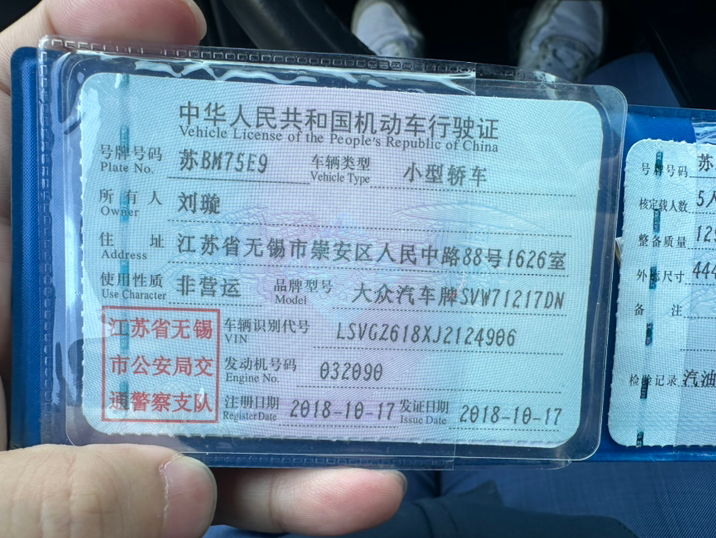 中华人民共和国机动车行驶证
Vehicle License of the People's Republic of China
号牌号码 苏BM75E9 车辆类型 小型轿车
Plate No. Vehicle Type
所有人 刘璇
Owner
住址 江苏省无锡市崇安区人民中路88号1626室
Address
使用性质 非营运 品牌型号 大众汽车牌SVW71217DN
Use Character Model
江苏省无锡
市公安局交
通警察支队
车辆识别代号 LSVGZ618XJ2124906
VIN
发动机号码 032090
Engine No.
注册日期 2018-10-17 发证日期 2018-10-17
Register Date Issue Date
号牌号码 苏
核定载人数 5人
整备质量 129
外廓尺寸 444
备注
检验记录 汽油